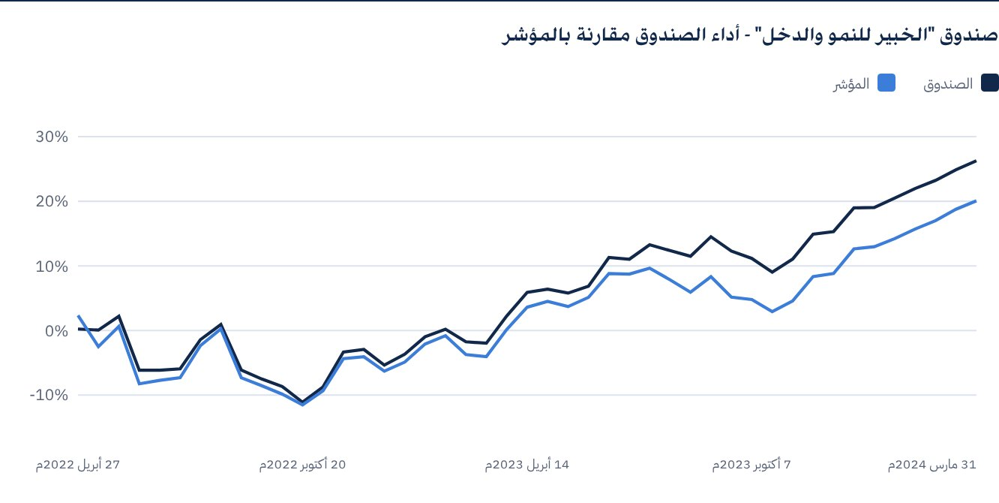 صندوق "الخبير للنمو والدخل" - أداء الصندوق مقارنة بالمؤشر
الصندوق
المؤشر
30%
20%
10%
0%
-10%
27 أبريل 2022م
20 أكتوبر 2022م
14 أبريل 2023م
7 أكتوبر 2023م
31 مارس 2024م